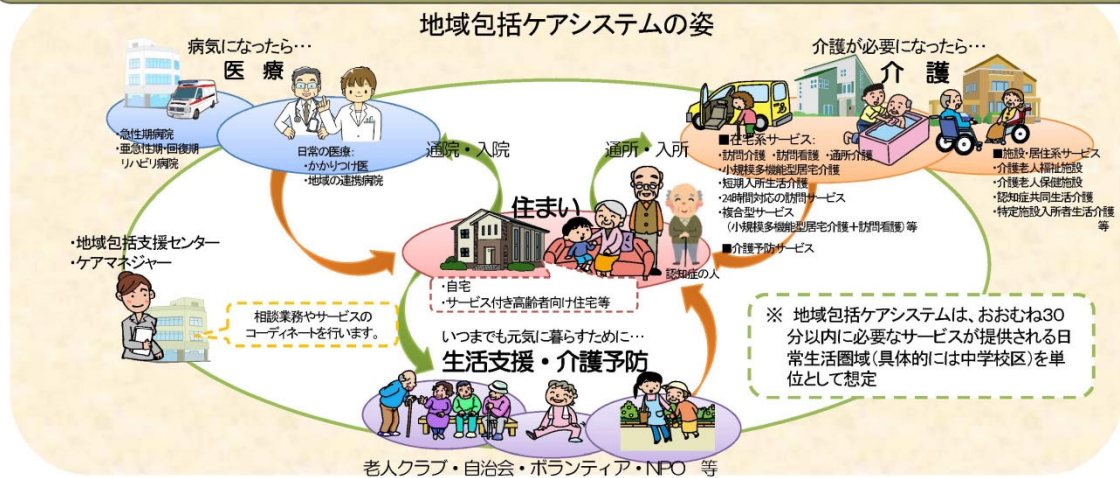 地域包括ケアシステムの姿
病気になったら…
医 療
・急性期病院
・亜急性期・回復期
リハビリ病院
日常の医療:
・かかりつけ医
・地域の連携病院
通院・入院
通所・入所
介護が必要になったら…
介 護
■在宅系サービス:
・訪問介護 ・訪問看護 ・通所介護
・小規模多機能型居宅介護
・短期入所生活介護
・24時間対応の訪問サービス
・複合型サービス
(小規模多機能型居宅介護+訪問看護)等
■介護予防サービス
■施設・居住系サービス
・介護老人福祉施設
・介護老人保健施設
・認知症共同生活介護
・特定施設入所者生活介護
等
住まい
認知症の人
・自宅
・サービス付き高齢者向け住宅等
・地域包括支援センター
・ケアマネジャー
相談業務やサービスの
コーディネートを行います。
いつまでも元気に暮らすために…
生活支援・介護予防
老人クラブ・自治会・ボランティア・NPO 等
※ 地域包括ケアシステムは、おおむね30
分以内に必要なサービスが提供される日
常生活圏域(具体的には中学校区)を単
位として想定